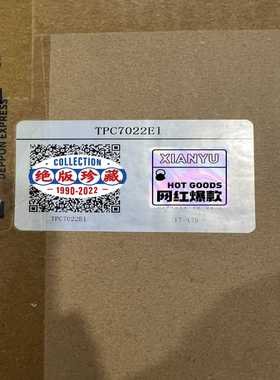 DEPPON EXPRESS
TPC7022E1
COLLECTION
绝版珍藏
1990-2022
XIANYU
HOT GOODS
网红爆款
TPC7022E1